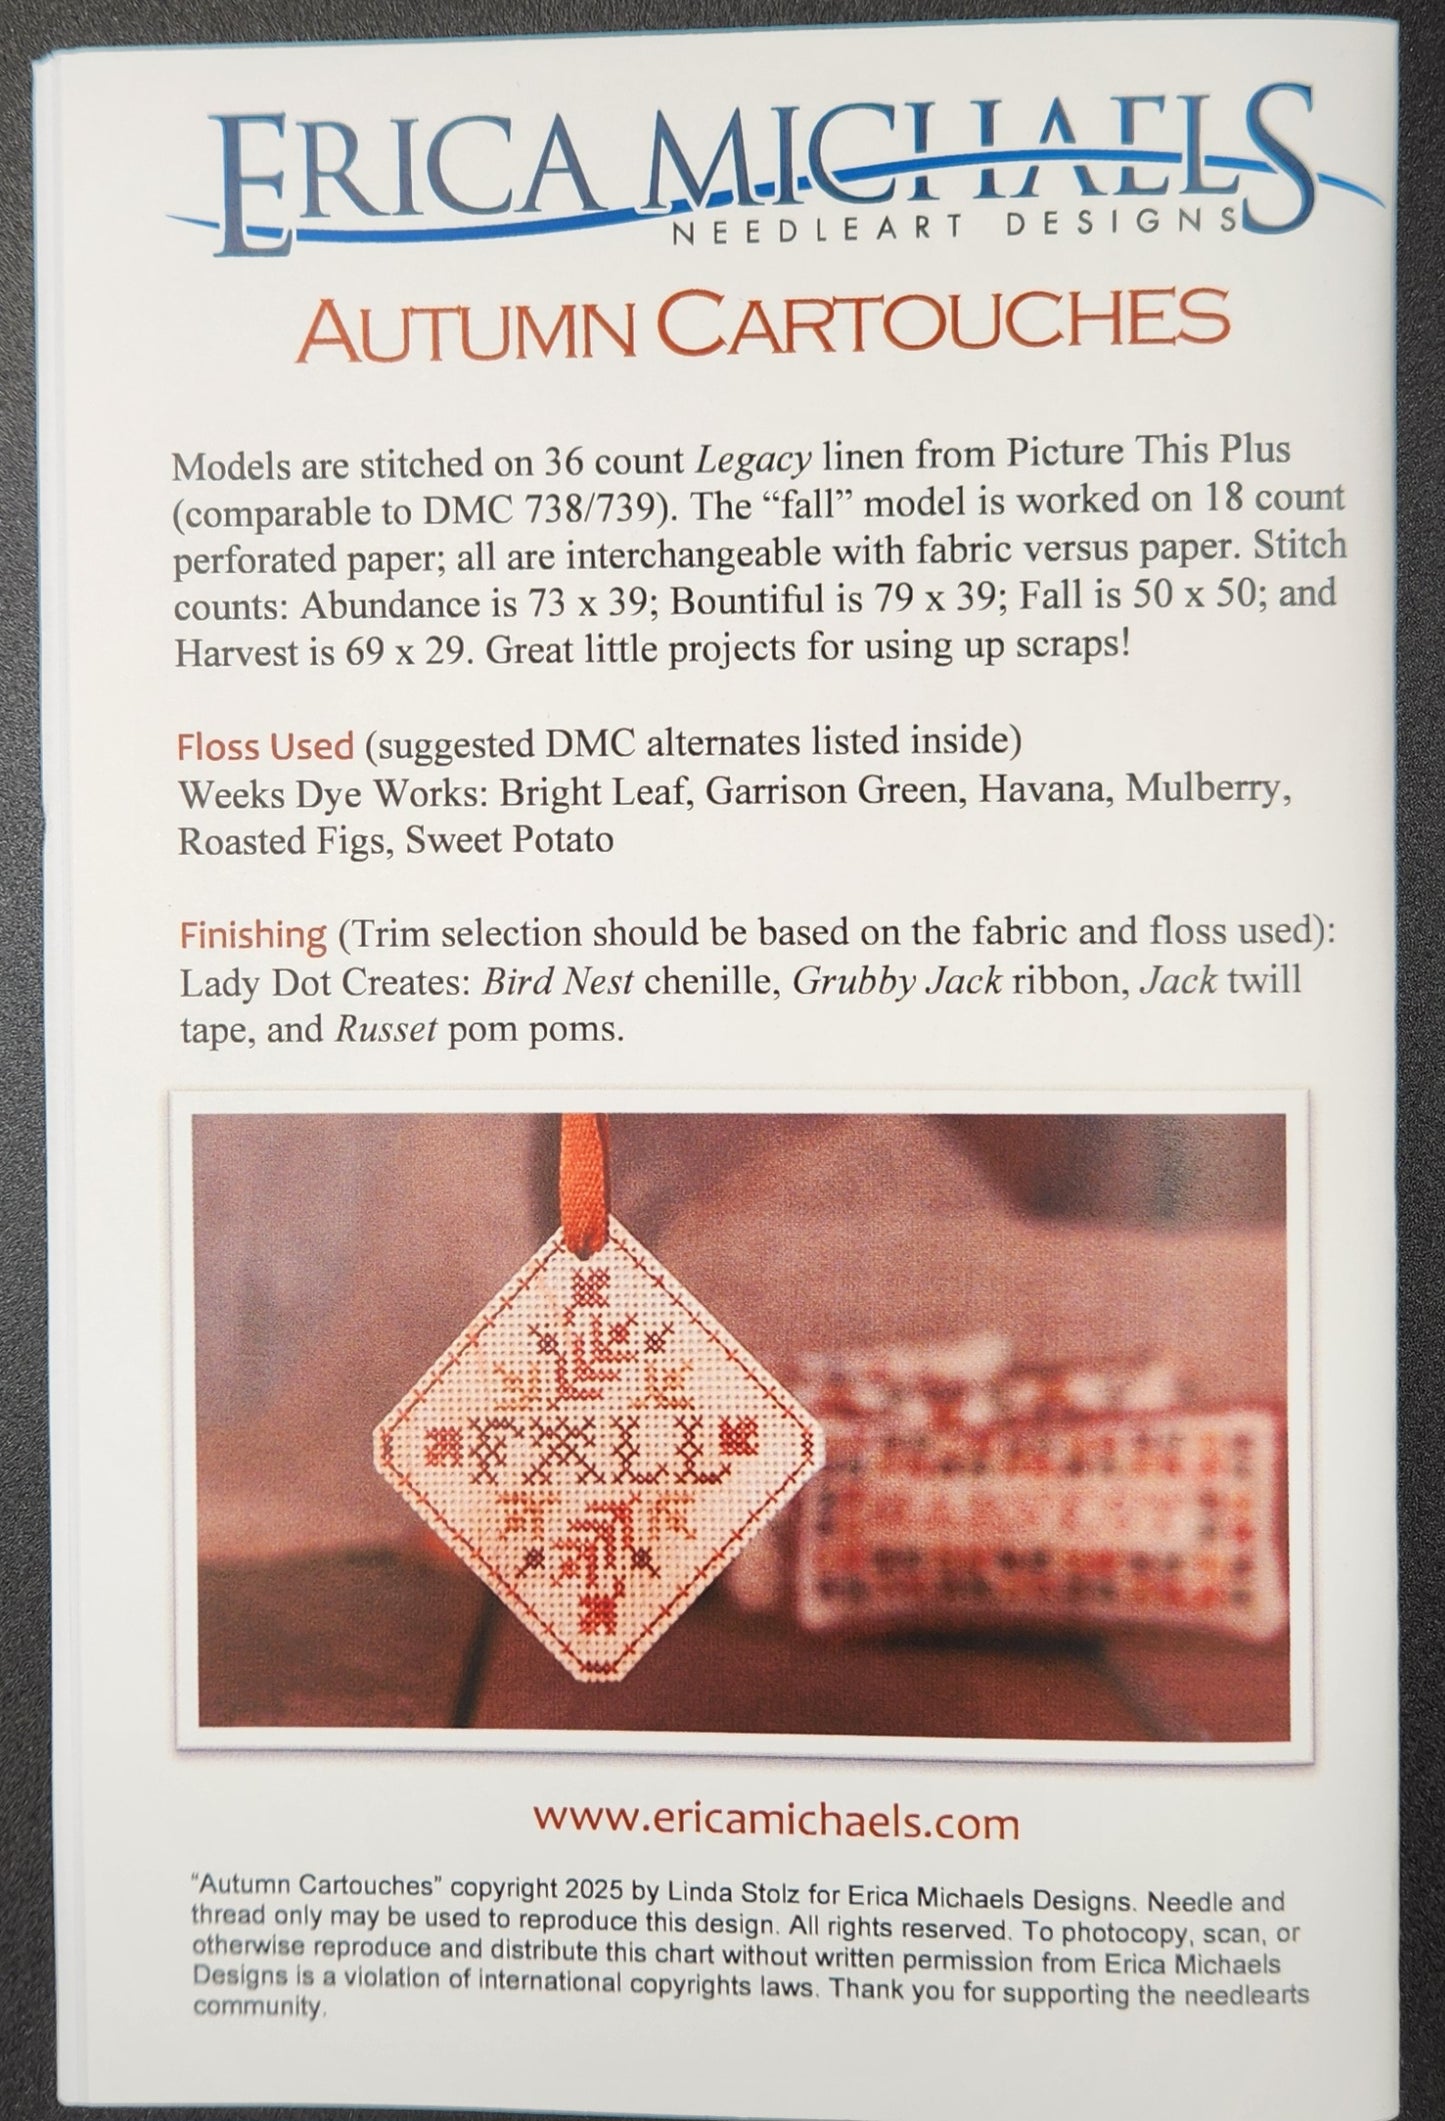 ERICA MICHAELS
NEEDLEART DESIGNS
AUTUMN CARTOUCHES
Models are stitched on 36 count Legacy linen from Picture This Plus
(comparable to DMC 738/739). The “fall” model is worked on 18 count
perforated paper; all are interchangeable with fabric versus paper. Stitch
counts: Abundance is 73 x 39; Bountiful is 79 x 39; Fall is 50 x 50; and
Harvest is 69 x 29. Great little projects for using up scraps!
Floss Used (suggested DMC alternates listed inside)
Weeks Dye Works: Bright Leaf, Garrison Green, Havana, Mulberry,
Roasted Figs, Sweet Potato
Finishing (Trim selection should be based on the fabric and floss used):
Lady Dot Creates: Bird Nest chenille, Grubby Jack ribbon, Jack twill
tape, and Russet pom poms.
FALL
HARVEST
www.ericamichaels.com
“Autumn Cartouches” copyright 2025 by Linda Stolz for Erica Michaels Designs. Needle and
thread only may be used to reproduce this design. All rights reserved. To photocopy, scan, or
otherwise reproduce and distribute this chart without written permission from Erica Michaels
Designs is a violation of international copyrights laws. Thank you for supporting the needlearts
community.